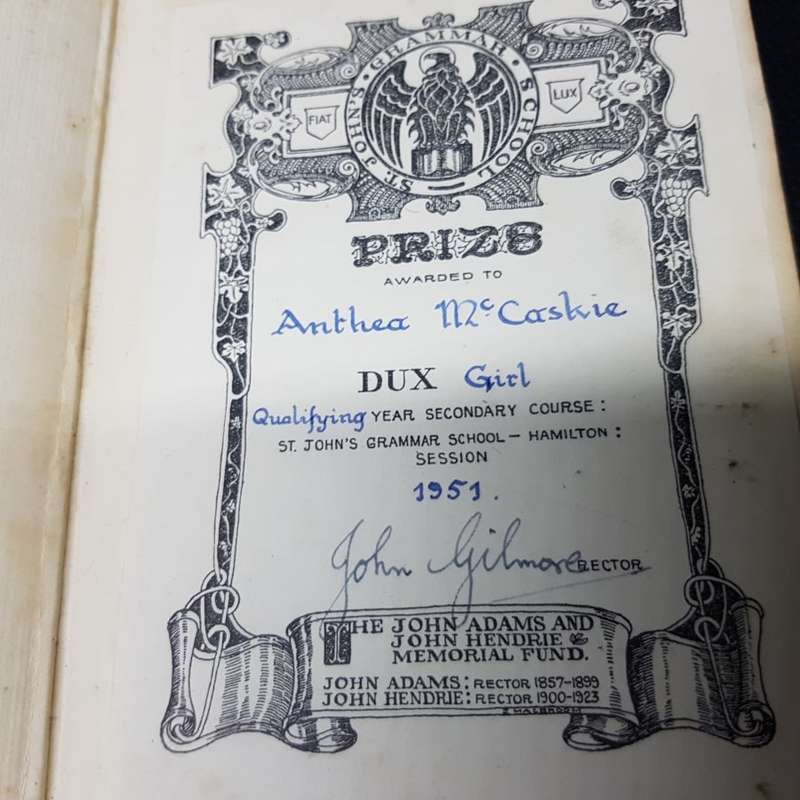 ST. JOHN'S · GRAMMAR · SCHOOL
FIAT
LUX
PRIZE
AWARDED TO
Anthea McCaskie
DUX Girl
Qualifying YEAR SECONDARY COURSE:
ST. JOHN'S GRAMMAR SCHOOL — HAMILTON:
SESSION
1951.
John Gilmore RECTOR
THE JOHN ADAMS AND
JOHN HENDRIE
MEMORIAL FUND.
JOHN ADAMS: RECTOR 1857-1899
JOHN HENDRIE: RECTOR 1900-1923